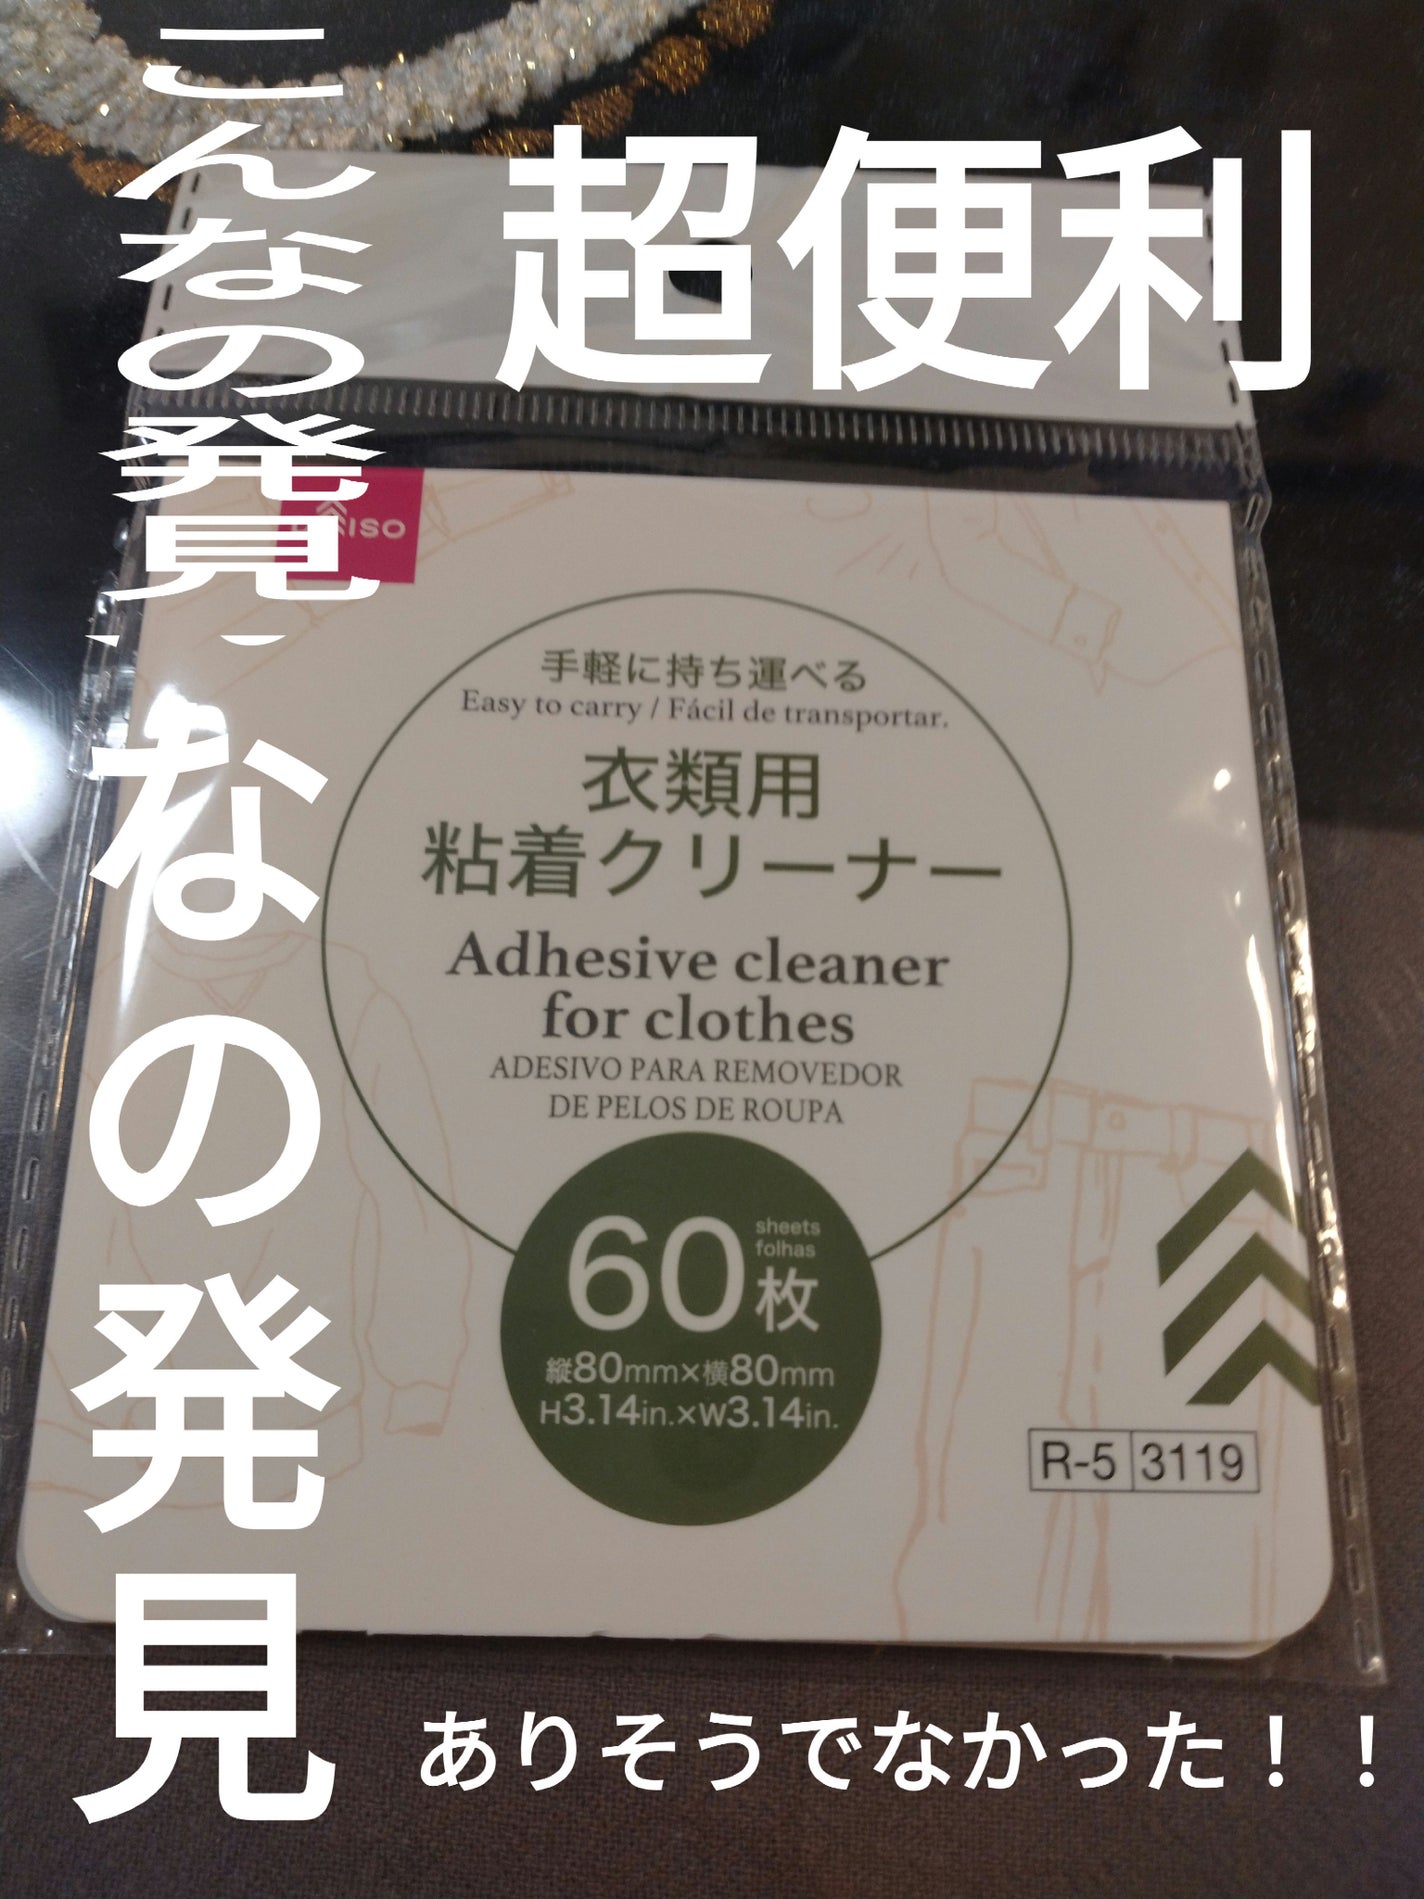 超便利
こんなの発見
なの発見
ISO
手軽に持ち運べる
Easy to carry / Fácil de transportar.
衣類用
粘着クリーナー
Adhesive cleaner
for clothes
ADESIVO PARA REMOVEDOR
DE PELOS DE ROUPA
60 sheets
folhas
枚
縦80mm×横80mm
H3.14in.×W3.14in.
R-5 3119
ありそうでなかった！！